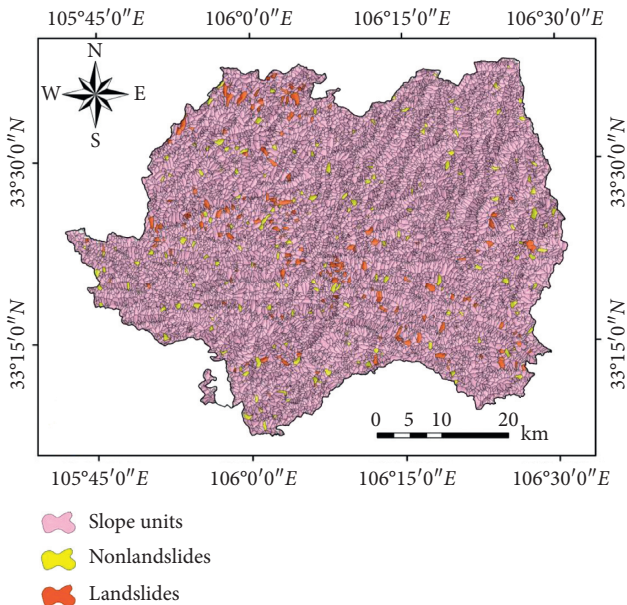 105°45′0″E 106°0′0″E 106°15′0″E 106°30′0″E
N
W E
S
33°30′0″N 33°30′0″N
33°15′0″N 33°15′0″N
0 5 10 20
km
105°45′0″E 106°0′0″E 106°15′0″E 106°30′0″E
Slope units
Nonlandslides
Landslides